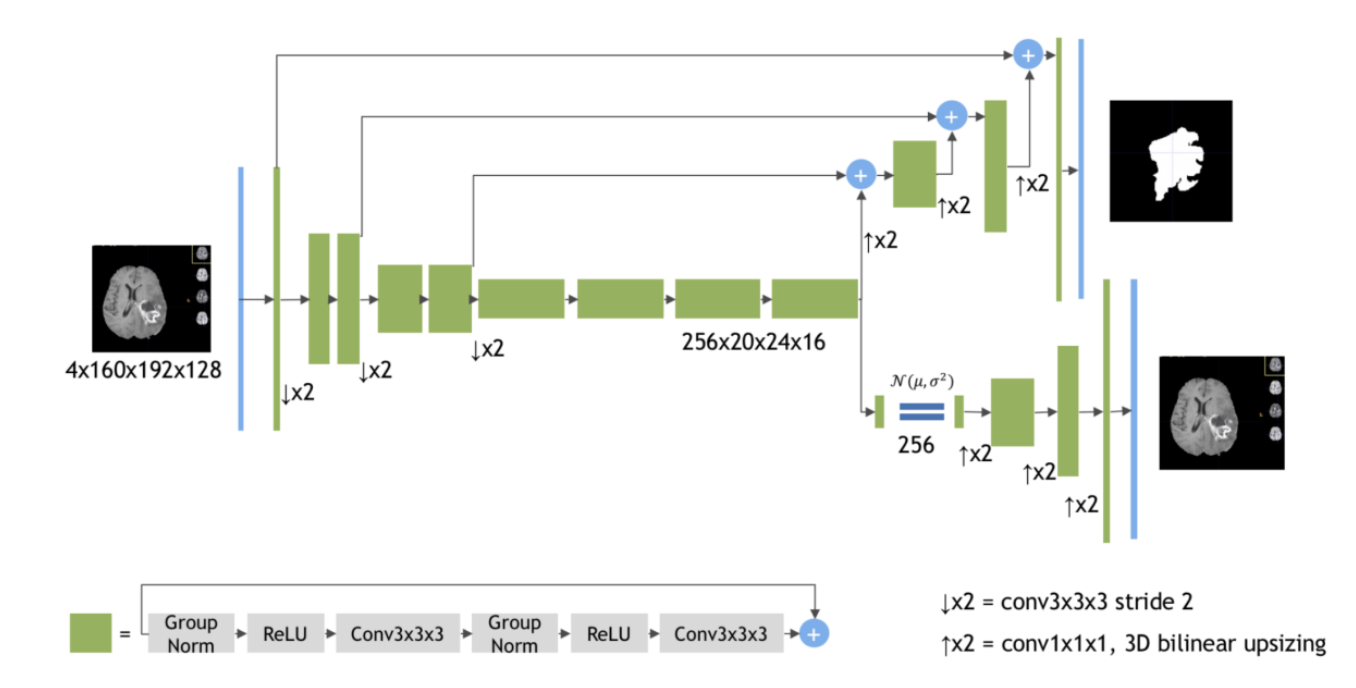 4x160x192x128
↓x2
↓x2
↓x2
256x20x24x16
↑x2
↑x2
↑x2
𝒩(μ, σ²)
256
↑x2
↑x2
↑x2
+
+
+
= Group Norm ReLU Conv3x3x3 Group Norm ReLU Conv3x3x3 +
↓x2 = conv3x3x3 stride 2
↑x2 = conv1x1x1, 3D bilinear upsizing